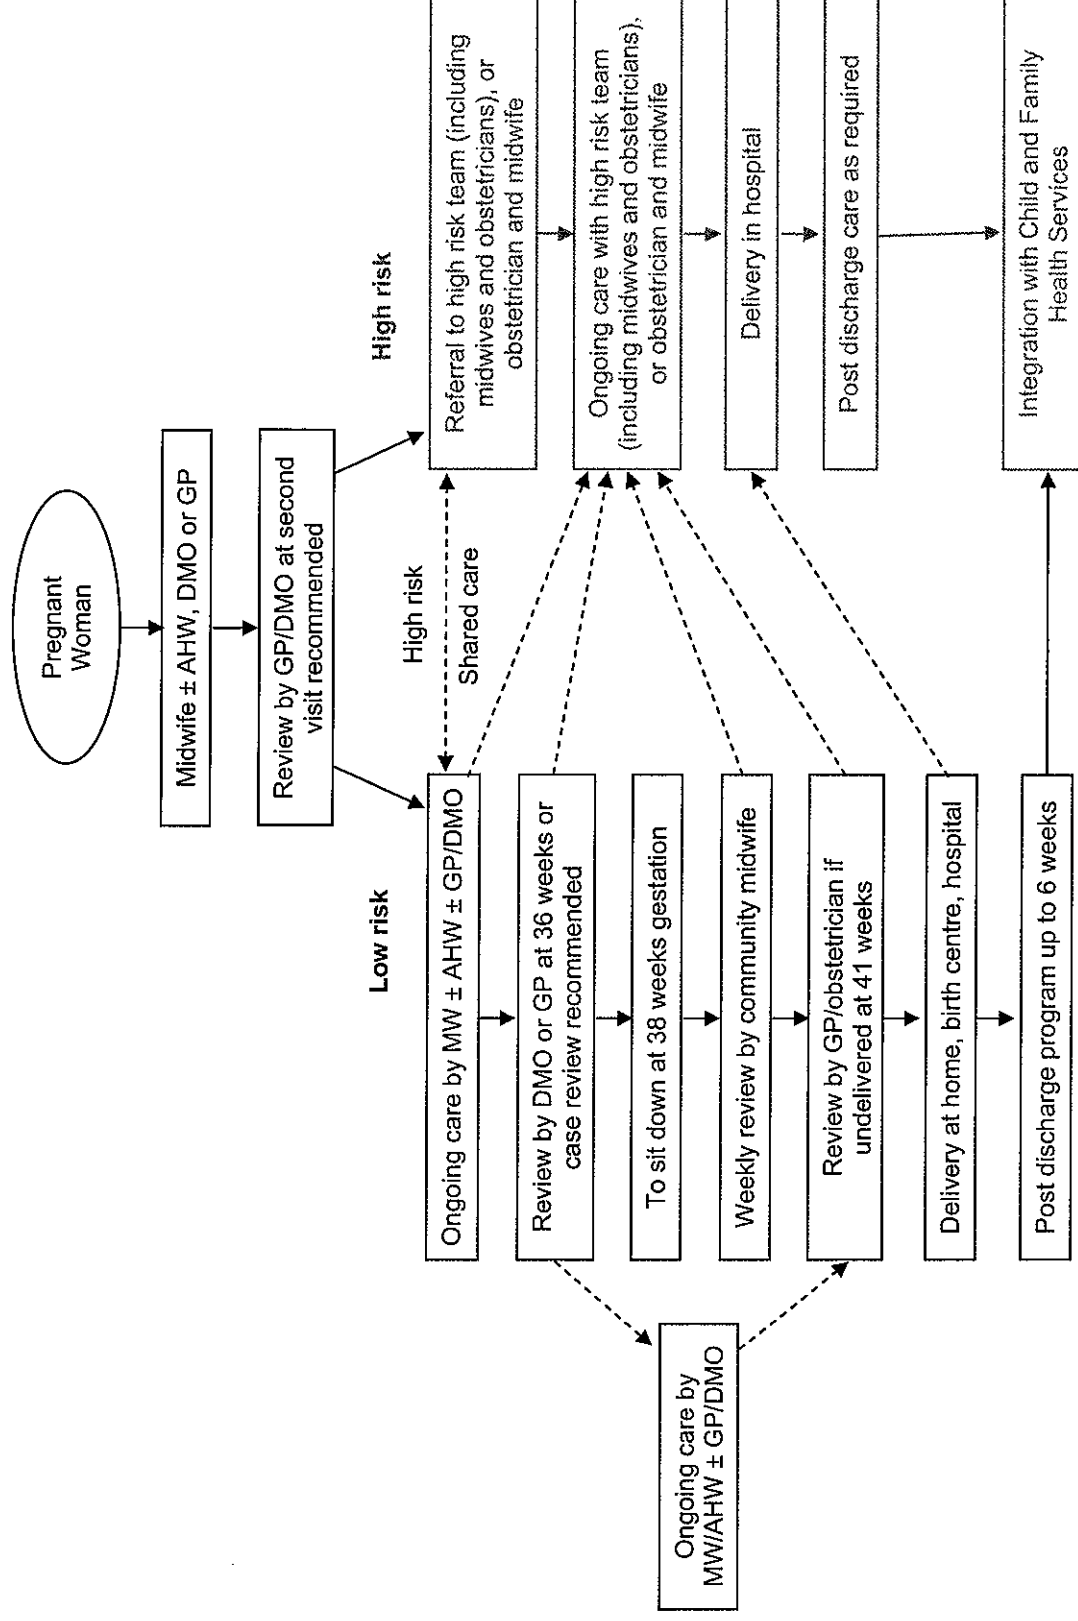 Pregnant
Woman
Midwife ± AHW, DMO or GP
Review by GP/DMO at second
visit recommended
Low risk
High risk
Ongoing care by MW ± AHW ± GP/DMO
High risk
Shared care
Referral to high risk team (including
midwives and obstetricians), or
obstetrician and midwife
Review by DMO or GP at 36 weeks or
case review recommended
Ongoing care with high risk team
(including midwives and obstetricians),
or obstetrician and midwife
To sit down at 38 weeks gestation
Ongoing care by
MW/AHW ± GP/DMO
Weekly review by community midwife
Delivery in hospital
Review by GP/obstetrician if
undelivered at 41 weeks
Post discharge care as required
Delivery at home, birth centre, hospital
Post discharge program up to 6 weeks
Integration with Child and Family
Health Services